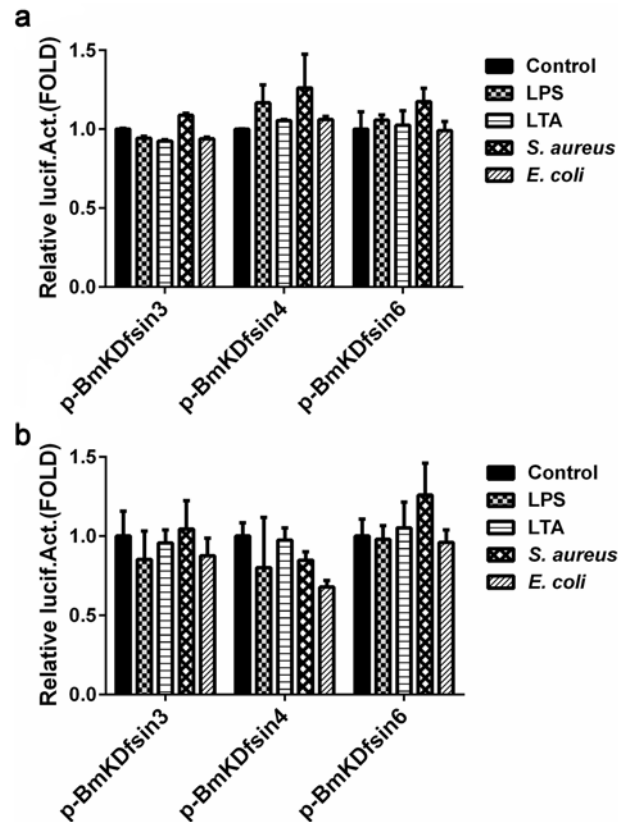 a
Relative lucif.Act.(FOLD)
1.5
1.0
0.5
0.0
p-BmKDfsin3
p-BmKDfsin4
p-BmKDfsin6
Control
LPS
LTA
S. aureus
E. coli
b
Relative lucif.Act.(FOLD)
1.5
1.0
0.5
0.0
p-BmKDfsin3
p-BmKDfsin4
p-BmKDfsin6
Control
LPS
LTA
S. aureus
E. coli